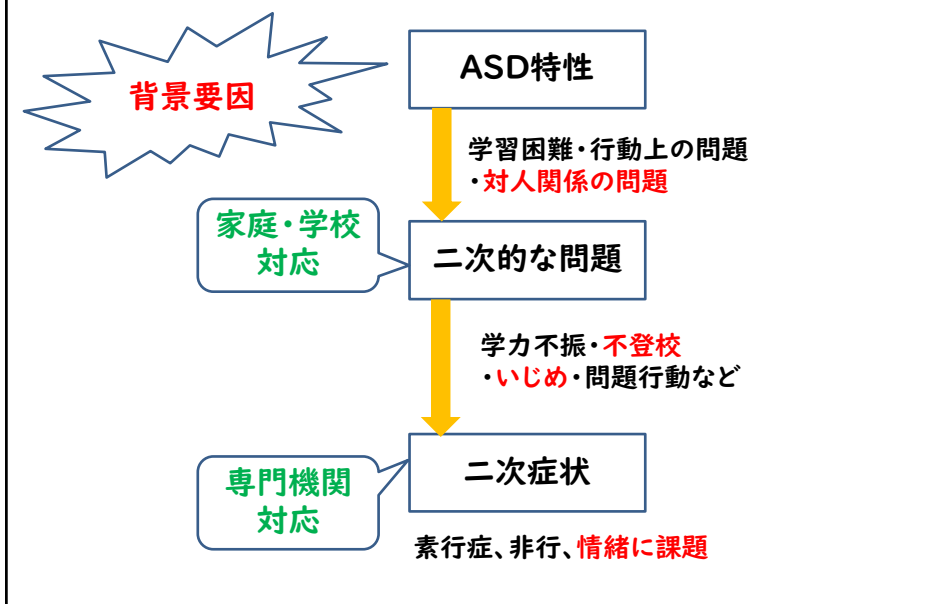 ASD特性
背景要因
学習困難・行動上の問題
・対人関係の問題
家庭・学校
対応
二次的な問題
学力不振・不登校
・いじめ・問題行動など
二次症状
専門機関
対応
素行症、非行、情緒に課題